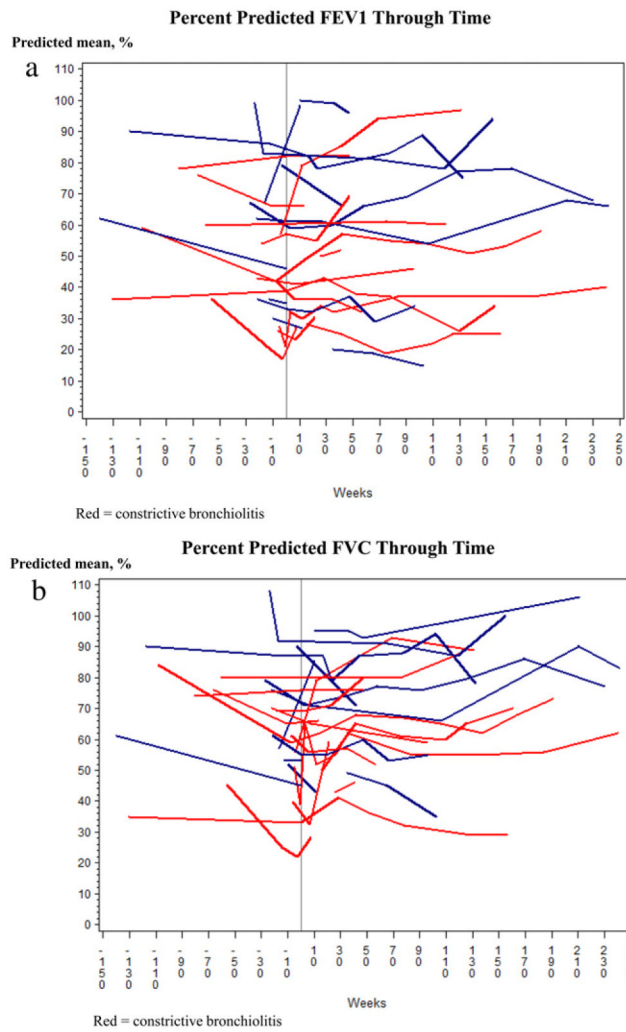 Percent Predicted FEV1 Through Time
Predicted mean, %
a
110
100
90
80
70
60
50
40
30
20
10
0
-150 -130 -110 -90 -70 -50 -30 -10 10 30 50 70 90 110 130 150 170 190 210 230 250
Weeks
Red = constrictive bronchiolitis
Percent Predicted FVC Through Time
Predicted mean, %
b
110
100
90
80
70
60
50
40
30
20
10
0
-150 -130 -110 -90 -70 -50 -30 -10 10 30 50 70 90 110 130 150 170 190 210 230
Weeks
Red = constrictive bronchiolitis